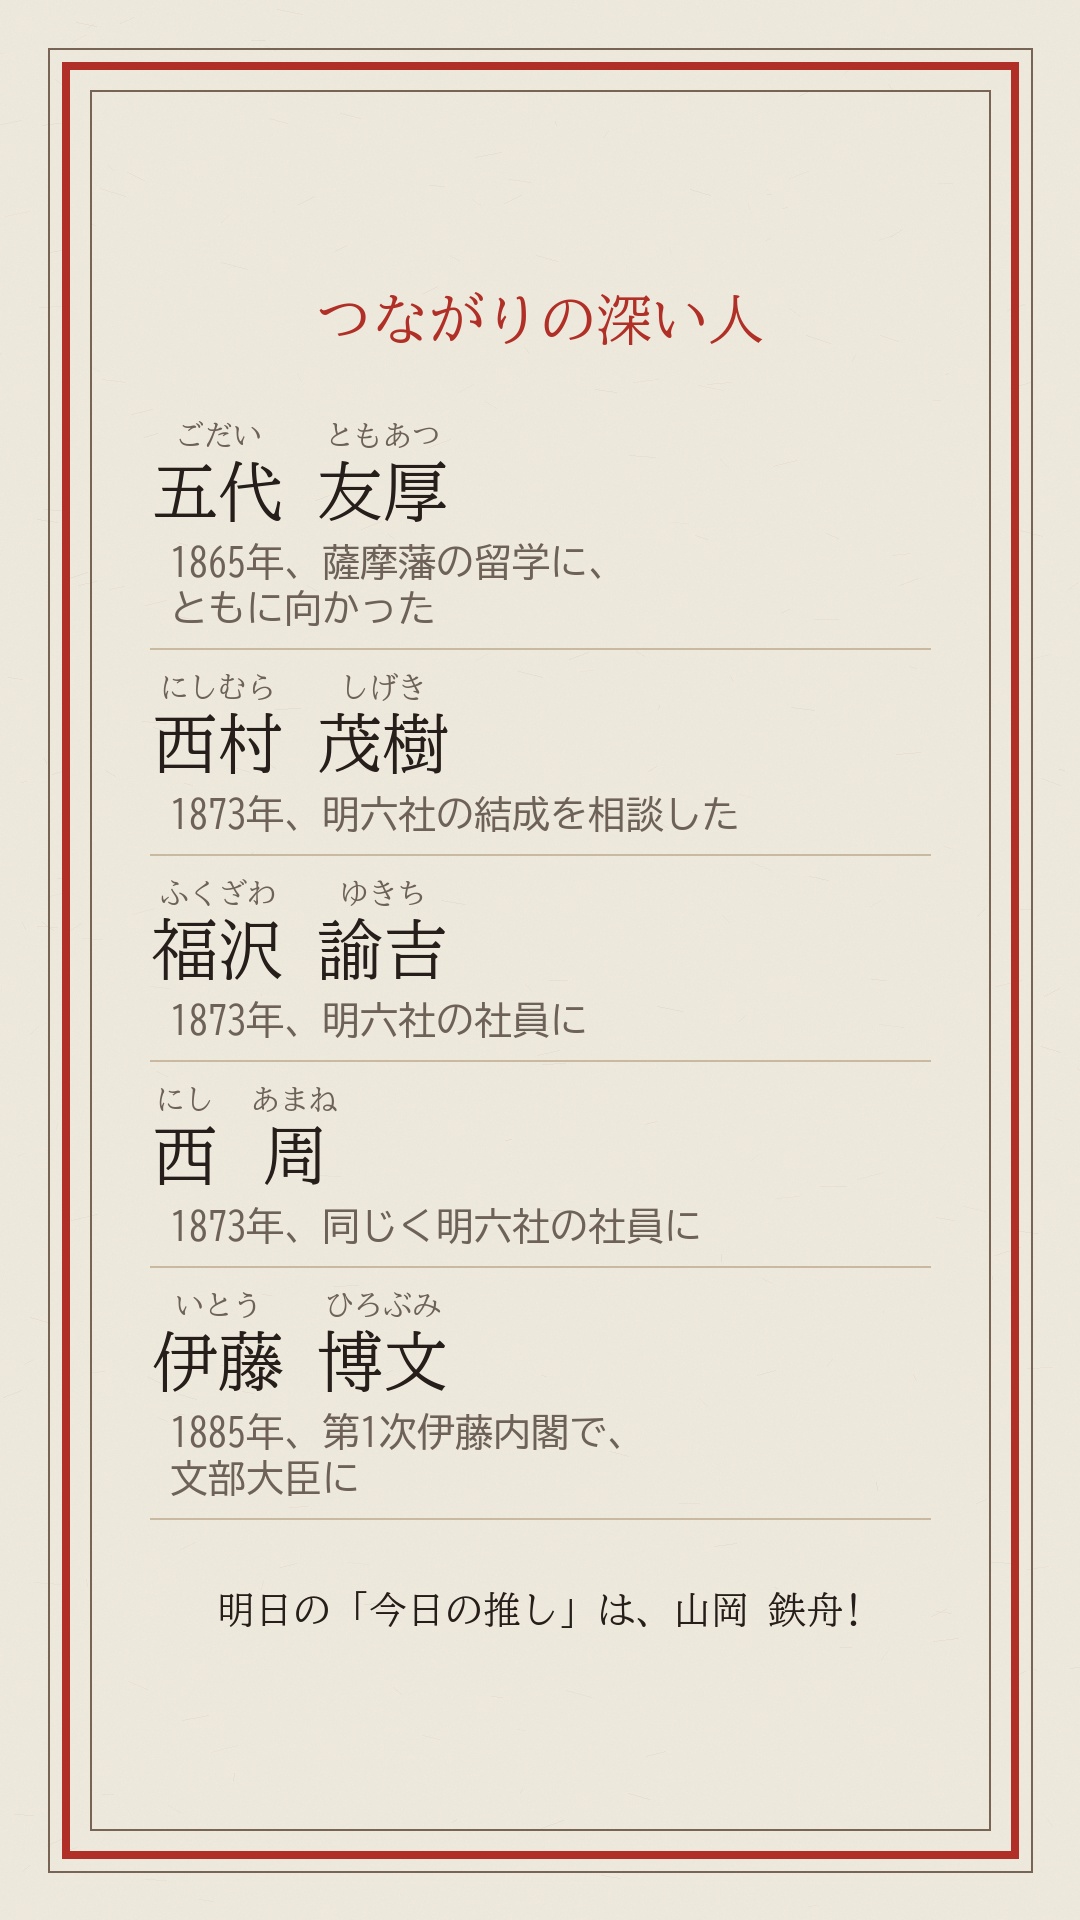 つながりの深い人
ごだい ともあつ
五代 友厚
1865年、薩摩藩の留学に、
ともに向かった
にしむら しげき
西村 茂樹
1873年、明六社の結成を相談した
ふくざわ ゆきち
福沢 諭吉
1873年、明六社の社員に
にし あまね
西 周
1873年、同じく明六社の社員に
いとう ひろぶみ
伊藤 博文
1885年、第1次伊藤内閣で、
文部大臣に
明日の「今日の推し」は、山岡 鉄舟!